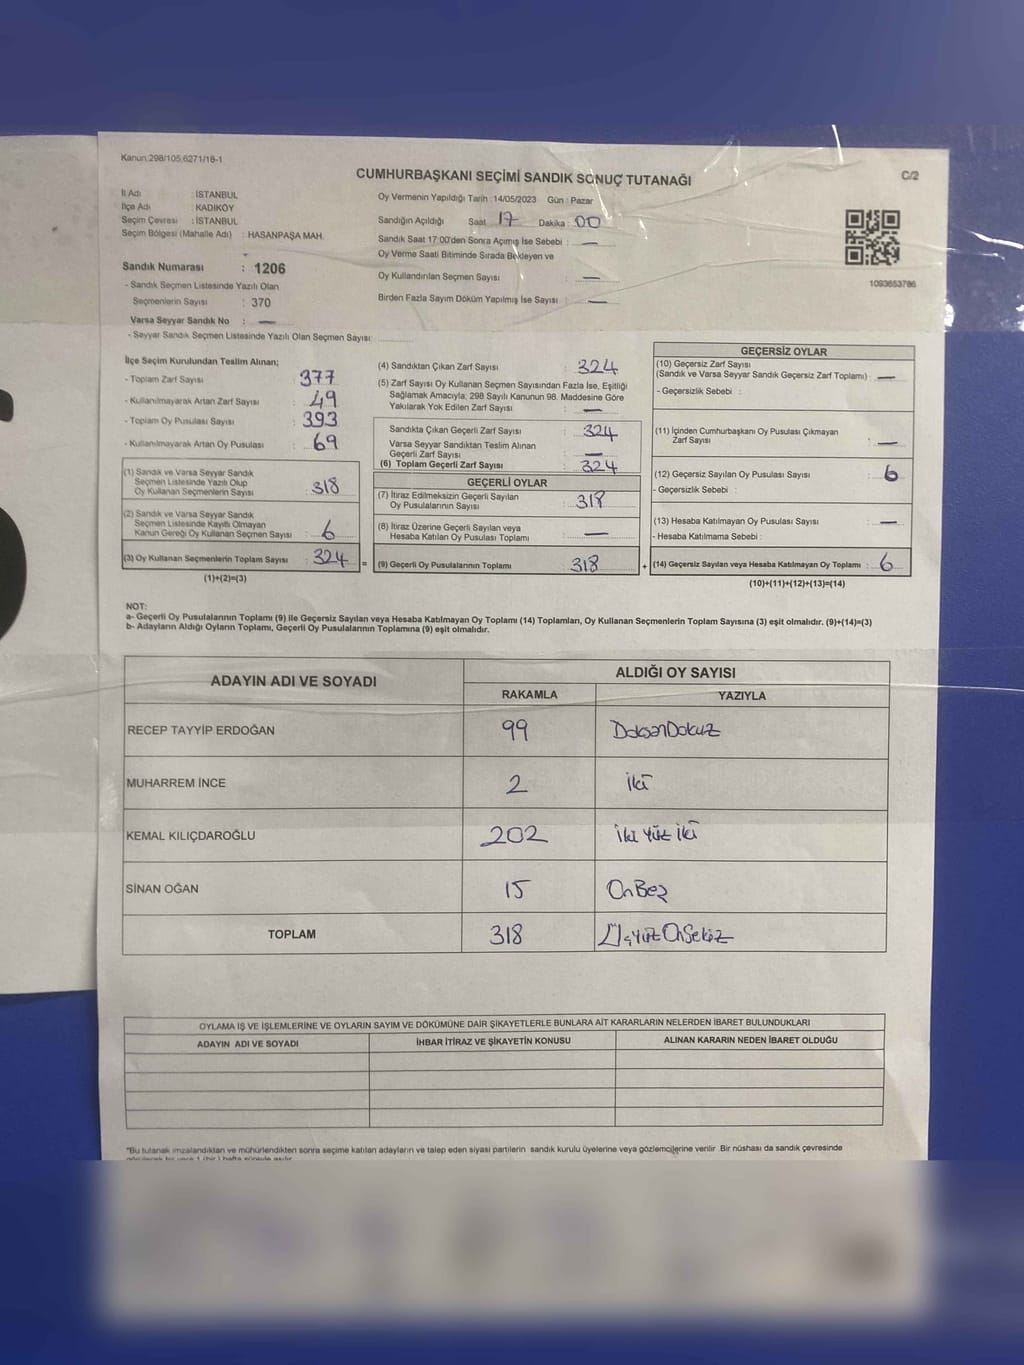 Kanun:298/105;6271/18-1
CUMHURBAŞKANI SEÇİMİ SANDIK SONUÇ TUTANAĞI
C/2
İl Adı : İSTANBUL
İlçe Adı : KADIKÖY
Seçim Çevresi : İSTANBUL
Seçim Bölgesi (Mahalle Adı) : HASANPAŞA MAH.
Sandık Numarası : 1206
- Sandık Seçmen Listesinde Yazılı Olan
Seçmenlerin Sayısı : 370
Varsa Seyyar Sandık No : —
- Seyyar Sandık Seçmen Listesinde Yazılı Olan Seçmen Sayısı:
Oy Vermenin Yapıldığı Tarih :14/05/2023 Gün : Pazar
Sandığın Açıldığı Saat 17 Dakika : 00
Sandık Saat 17:00'den Sonra Açımış İse Sebebi : —
Oy Verme Saati Bitiminde Sırada Bekleyen ve
Oy Kullandırılan Seçmen Sayısı : —
Birden Fazla Sayım Döküm Yapılmış İse Sayısı : —
1093653786
İlçe Seçim Kurulundan Teslim Alınan;
- Toplam Zarf Sayısı : 377
- Kullanılmayarak Artan Zarf Sayısı : 49
- Toplam Oy Pusulası Sayısı : 393
- Kullanılmayarak Artan Oy Pusulası : 69
(1) Sandık ve Varsa Seyyar Sandık
Seçmen Listesinde Yazılı Olup
Oy Kullanan Seçmenlerin Sayısı : 318
(2) Sandık ve Varsa Seyyar Sandık
Seçmen Listesinde Kayıtlı Olmayan
Kanun Gereği Oy Kullanan Seçmen Sayısı : 6
(3) Oy Kullanan Seçmenlerin Toplam Sayısı : 324 =
(1)+(2)=(3)
(4) Sandıktan Çıkan Zarf Sayısı : 324
(5) Zarf Sayısı Oy Kullanan Seçmen Sayısından Fazla İse, Eşitliği
Sağlamak Amacıyla; 298 Sayılı Kanunun 98. Maddesine Göre
Yakılarak Yok Edilen Zarf Sayısı : —
Sandıkta Çıkan Geçerli Zarf Sayısı : 324
Varsa Seyyar Sandıktan Teslim Alınan
Geçerli Zarf Sayısı : —
(6) Toplam Geçerli Zarf Sayısı : 324
GEÇERLİ OYLAR
(7) İtiraz Edilmeksizin Geçerli Sayılan
Oy Pusulalarının Sayısı : 318
(8) İtiraz Üzerine Geçerli Sayılan veya
Hesaba Katılan Oy Pusulası Toplamı : —
(9) Geçerli Oy Pusulalarının Toplamı : 318 +
GEÇERSİZ OYLAR
(10) Geçersiz Zarf Sayısı
(Sandık ve Varsa Seyyar Sandık Geçersiz Zarf Toplamı) : —
- Geçersizlik Sebebi :
(11) İçinden Cumhurbaşkanı Oy Pusulası Çıkmayan
Zarf Sayısı : —
(12) Geçersiz Sayılan Oy Pusulası Sayısı : 6
- Geçersizlik Sebebi :
(13) Hesaba Katılmayan Oy Pusulası Sayısı : —
- Hesaba Katılmama Sebebi :
(14) Geçersiz Sayılan veya Hesaba Katılmayan Oy Toplamı : 6
(10)+(11)+(12)+(13)=(14)
NOT:
a- Geçerli Oy Pusulalarının Toplamı (9) ile Geçersiz Sayılan veya Hesaba Katılmayan Oy Toplamı (14) Toplamları, Oy Kullanan Seçmenlerin Toplam Sayısına (3) eşit olmalıdır. (9)+(14)=(3)
b- Adayların Aldığı Oyların Toplamı, Geçerli Oy Pusulalarının Toplamına (9) eşit olmalıdır.
ADAYIN ADI VE SOYADI ALDIĞI OY SAYISI
RAKAMLA YAZIYLA
RECEP TAYYİP ERDOĞAN 99 DoksanDokuz
MUHARREM İNCE 2 İki
KEMAL KILIÇDAROĞLU 202 İki Yüz İki
SİNAN OĞAN 15 OnBeş
TOPLAM 318 ÜçYüz OnSekiz
OYLAMA İŞ VE İŞLEMLERİNE VE OYLARIN SAYIM VE DÖKÜMÜNE DAİR ŞİKAYETLERLE BUNLARA AİT KARARLARIN NELERDEN İBARET BULUNDUKLARI
ADAYIN ADI VE SOYADI İHBAR İTİRAZ VE ŞİKAYETİN KONUSU ALINAN KARARIN NEDEN İBARET OLDUĞU
*Bu tutanak imzalandıktan ve mühürlendikten sonra seçime katılan adayların ve talep eden siyasi partilerin sandık kurulu üyelerine veya gözlemcilerine verilir. Bir nüshası da sandık çevresinde